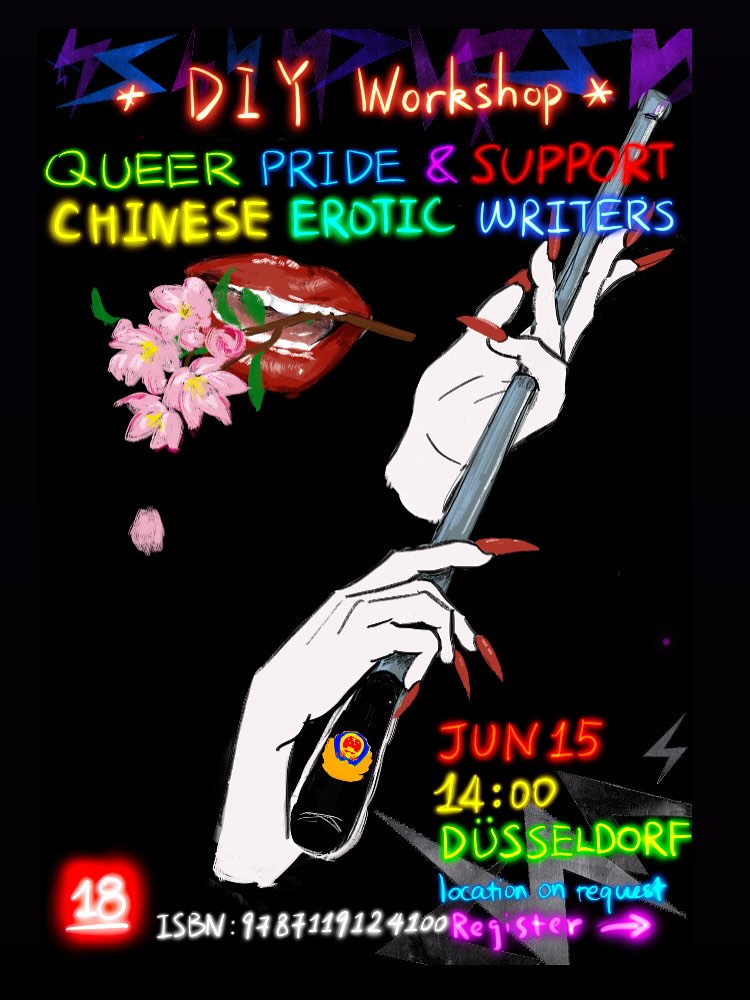 * DIY Workshop *
QUEER PRIDE & SUPPORT
CHINESE EROTIC WRITERS
JUN 15
14:00
DÜSSELDORF
location on request
Register →
18
ISBN: 9787119124100